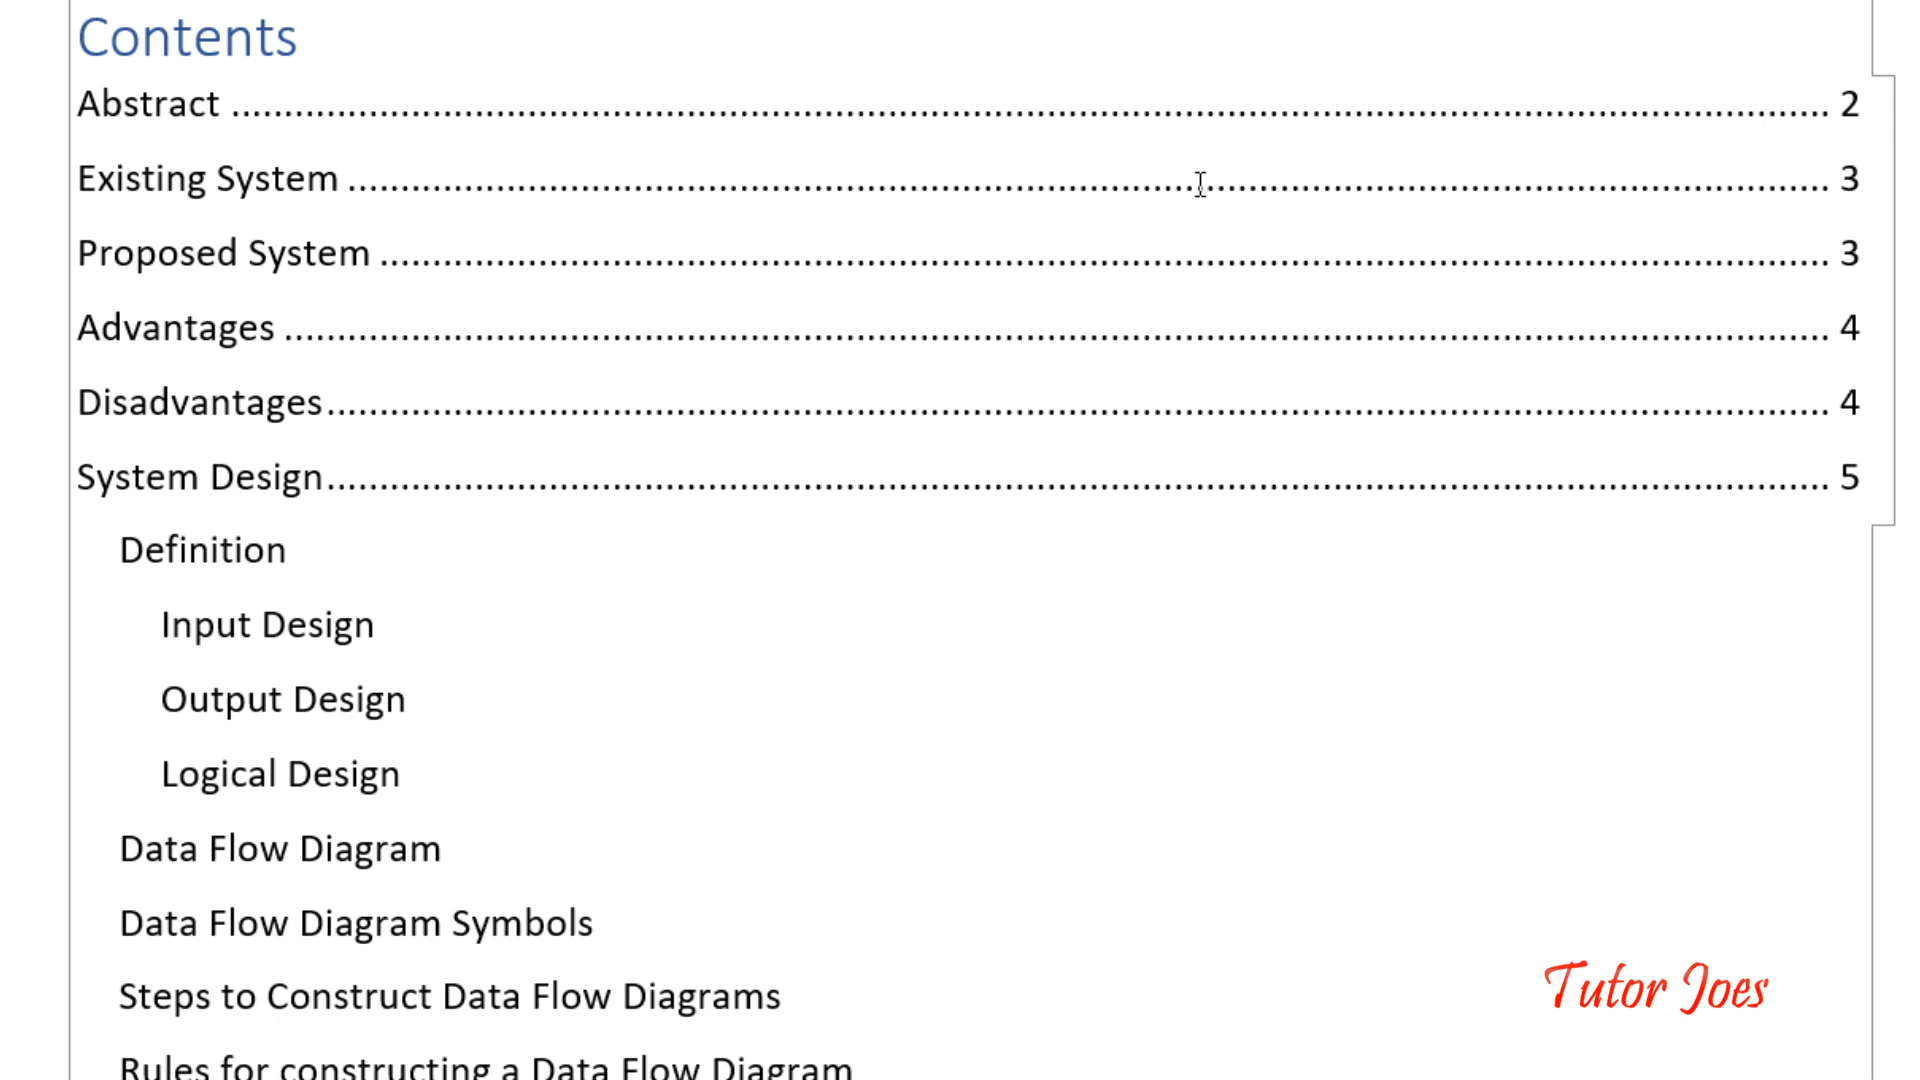 Contents
Abstract ........................................................................................................................ 2
Existing System ........................................................................................................................ 3
Proposed System ........................................................................................................................ 3
Advantages ........................................................................................................................ 4
Disadvantages ........................................................................................................................ 4
System Design ........................................................................................................................ 5
Definition
Input Design
Output Design
Logical Design
Data Flow Diagram
Data Flow Diagram Symbols
Steps to Construct Data Flow Diagrams
Tutor Joes
Rules for constructing a Data Flow Diagram